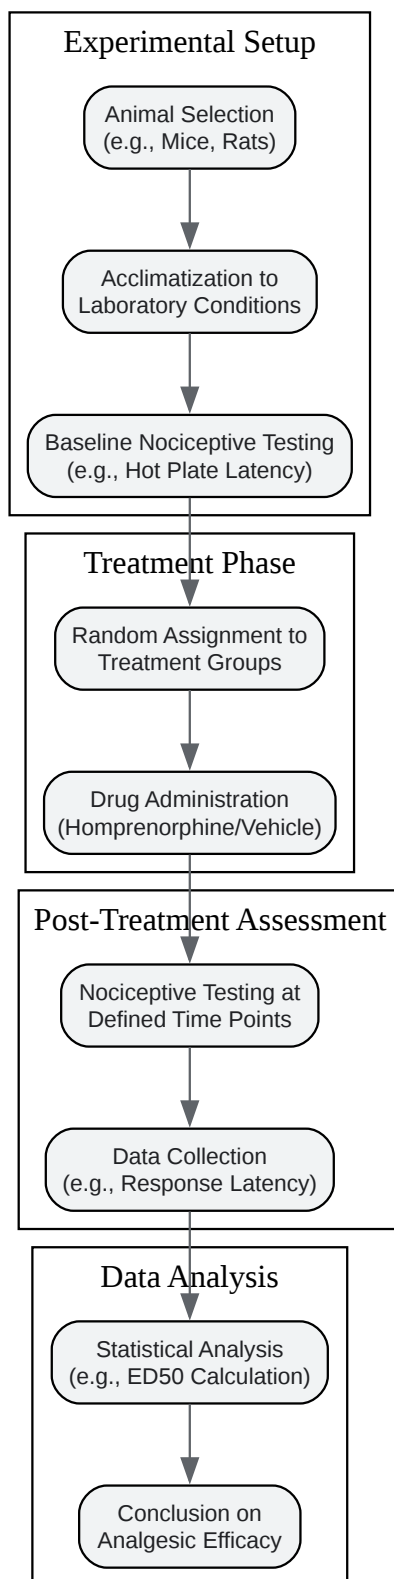 Experimental Setup
Animal Selection
(e.g., Mice, Rats)
Acclimatization to
Laboratory Conditions
Baseline Nociceptive Testing
(e.g., Hot Plate Latency)
Treatment Phase
Random Assignment to
Treatment Groups
Drug Administration
(Homprenorphine/Vehicle)
Post-Treatment Assessment
Nociceptive Testing at
Defined Time Points
Data Collection
(e.g., Response Latency)
Data Analysis
Statistical Analysis
(e.g., ED50 Calculation)
Conclusion on
Analgesic Efficacy